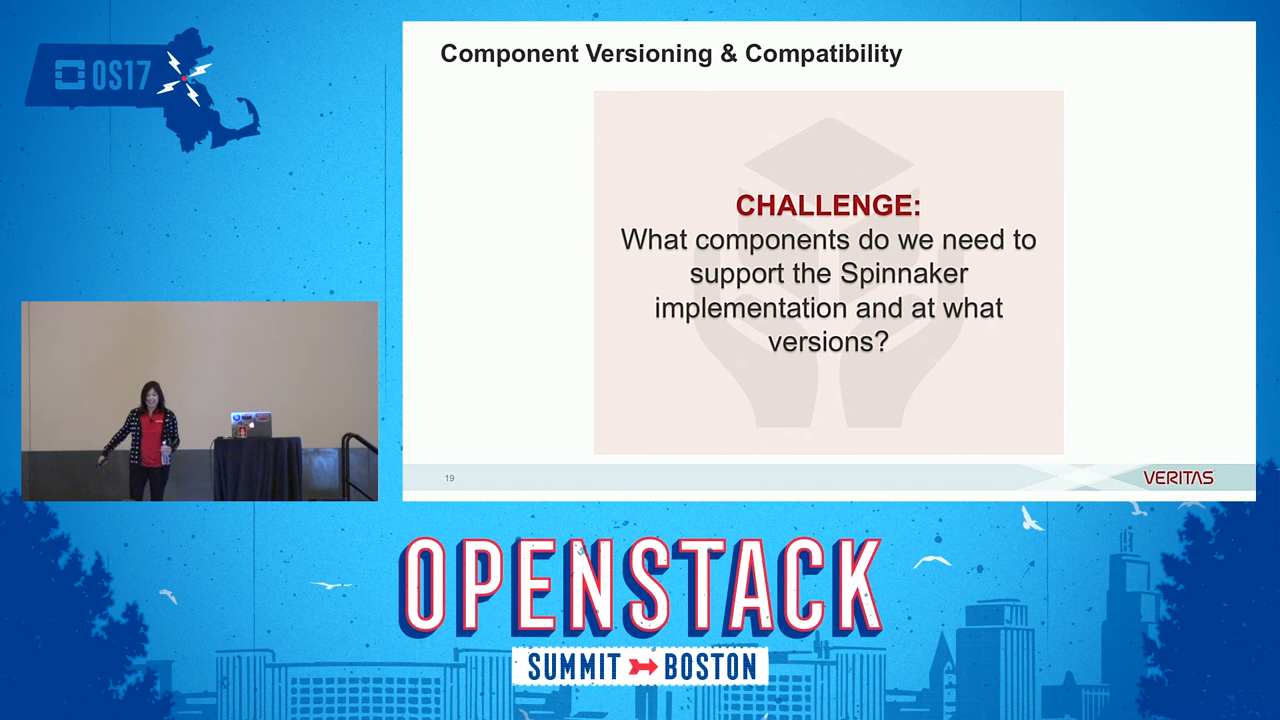 OS17
Component Versioning & Compatibility
CHALLENGE:
What components do we need to
support the Spinnaker
implementation and at what
versions?
19
VERITAS
OPENSTACK
SUMMIT BOSTON